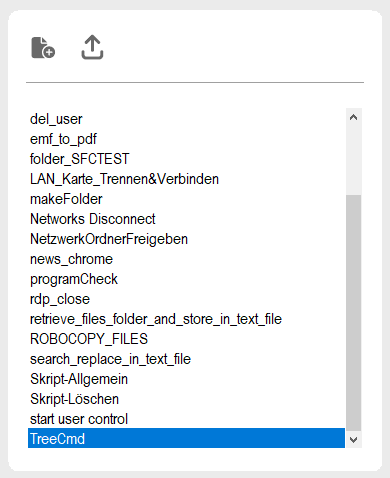 del_user
emf_to_pdf
folder_SFCTEST
LAN_Karte_Trennen&Verbinden
makeFolder
Networks Disconnect
NetzwerkOrdnerFreigeben
news_chrome
programCheck
rdp_close
retrieve_files_folder_and_store_in_text_file
ROBOCOPY_FILES
search_replace_in_text_file
Skript-Allgemein
Skript-Löschen
start user control
TreeCmd